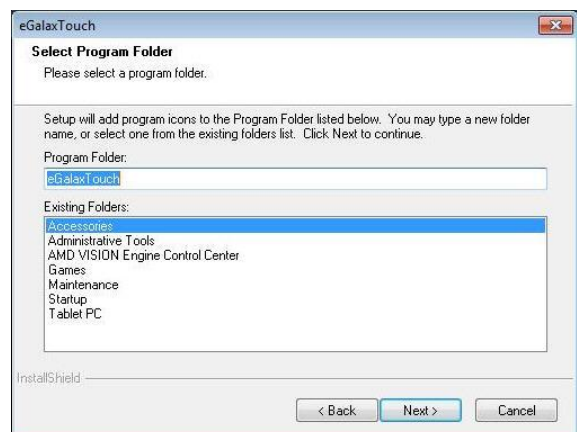 eGalaxTouch
Select Program Folder
Please select a program folder.
Setup will add program icons to the Program Folder listed below. You may type a new folder
name, or select one from the existing folders list. Click Next to continue.
Program Folder:
eGalaxTouch
Existing Folders:
Accessories
Administrative Tools
AMD VISION Engine Control Center
Games
Maintenance
Startup
Tablet PC
InstallShield
< Back Next > Cancel